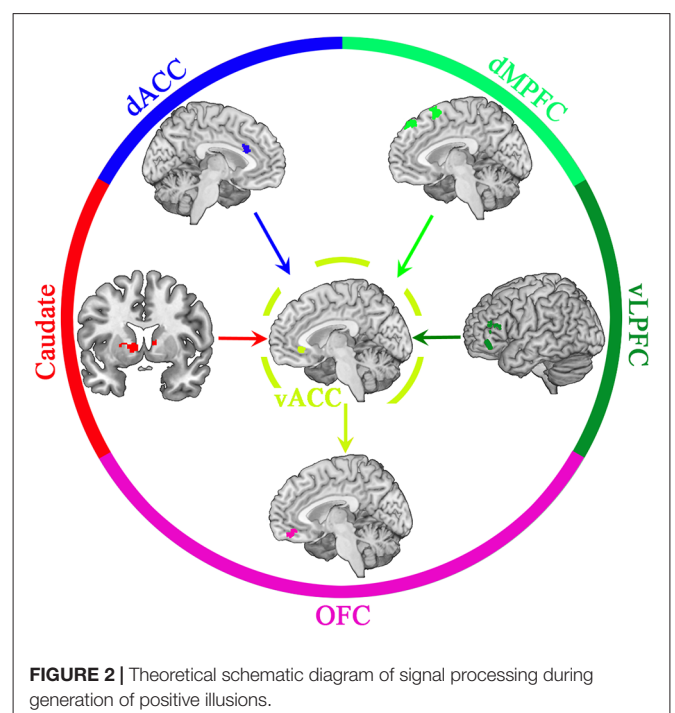 dACC
dMPFC
Caudate
vLPFC
vACC
OFC
FIGURE 2 | Theoretical schematic diagram of signal processing during
generation of positive illusions.